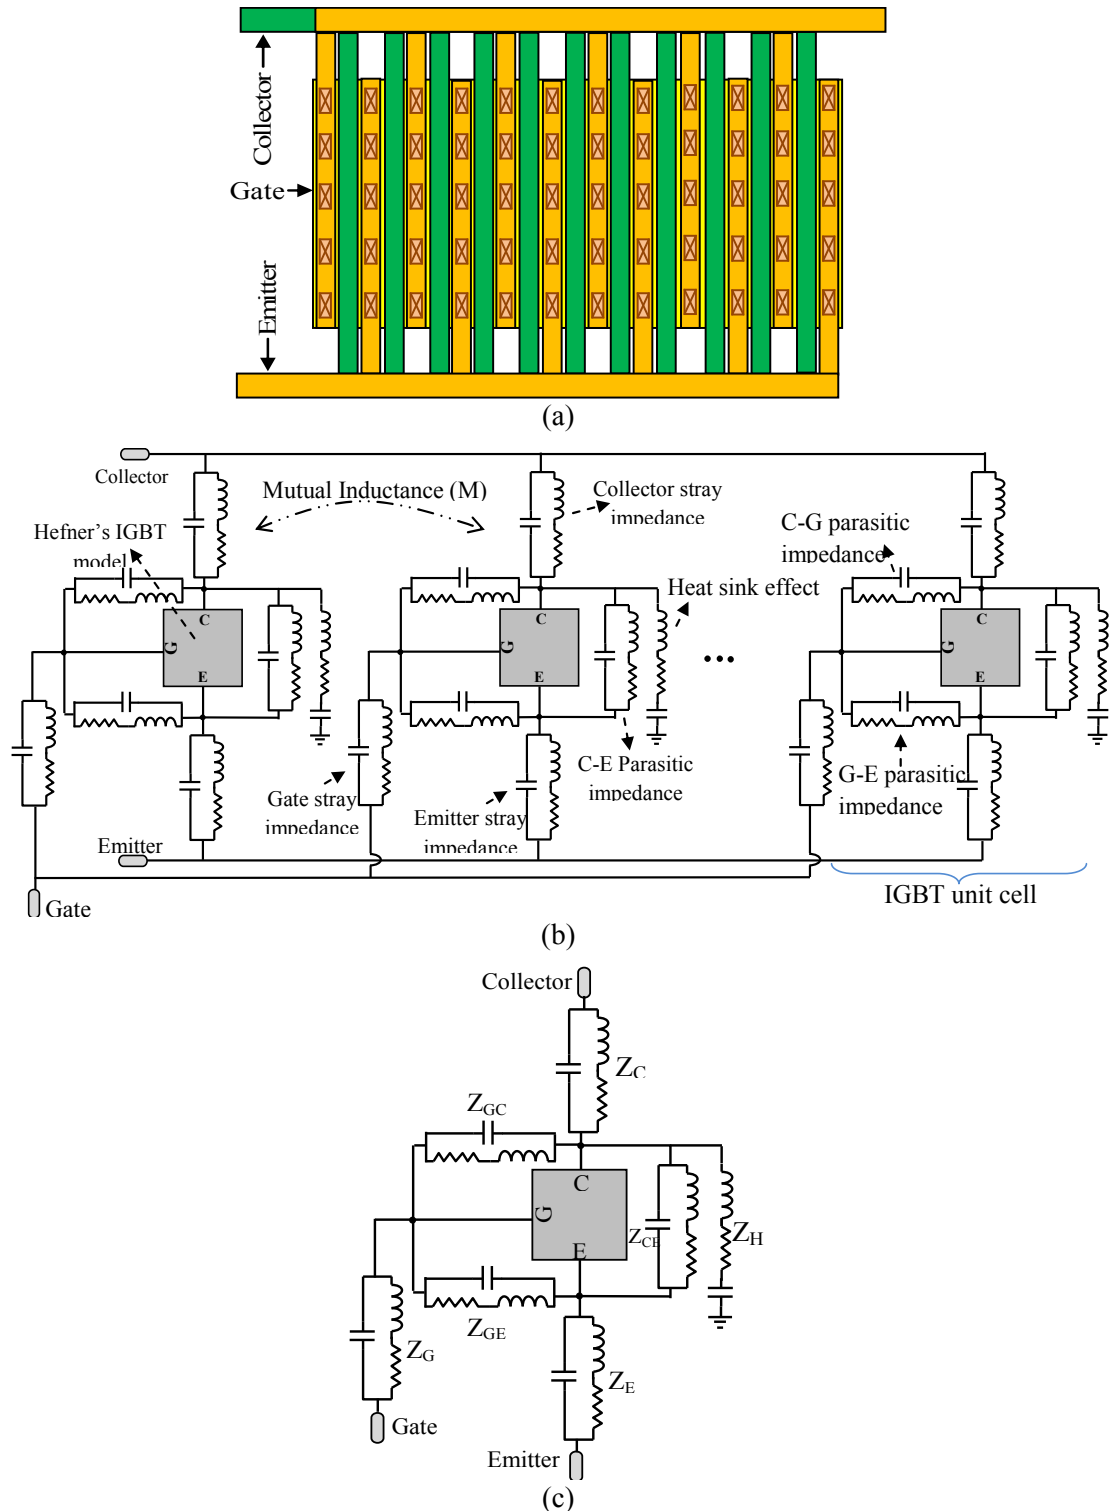 Collector
Gate
Emitter
(a)
Collector
Mutual Inductance (M)
Collector stray
impedance
Hefner's IGBT
model
C-G parasitic
impedance
Heat sink effect
C
G
E
C
G
E
C
G
E
...
C-E Parasitic
impedance
Gate stray
impedance
Emitter stray
impedance
G-E parasitic
impedance
Emitter
Gate
IGBT unit cell
(b)
Collector
ZC
ZGC
C
G
E
ZCE
ZH
ZGE
ZG
ZE
Gate
Emitter
(c)